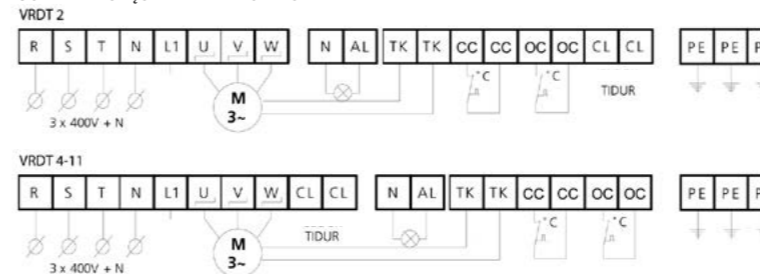 VRDT 2
R S T N L1 U V W N AL TK TK CC CC OC OC CL CL PE PE
°C °C
TIDUR
M
3~
3 x 400V + N
VRDT 4-11
R S T N L1 U V W CL CL N AL TK TK CC CC OC OC PE PE
°C °C
TIDUR
M
3~
3 x 400V + N